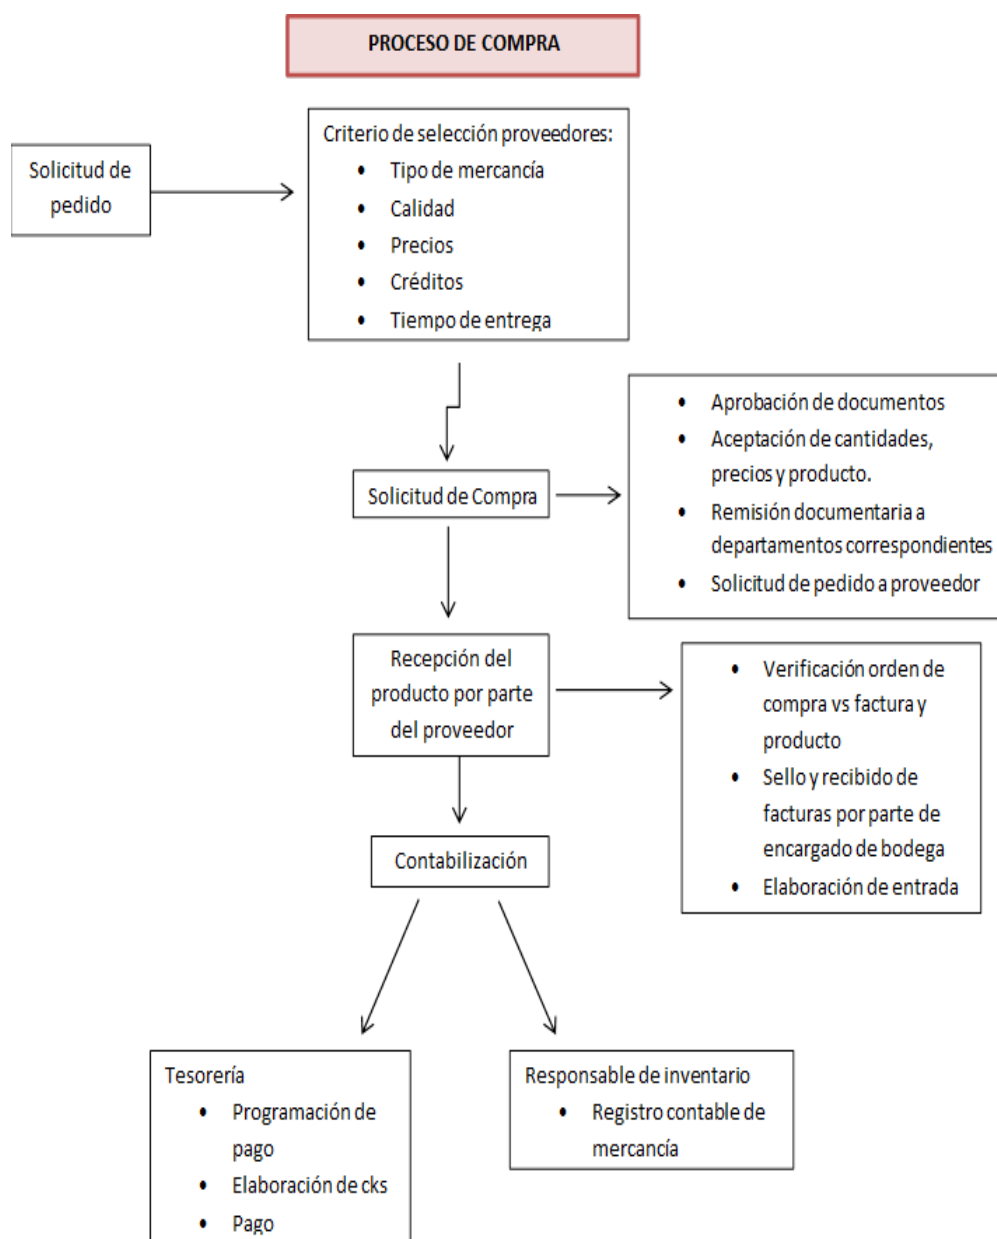 PROCESO DE COMPRA
Solicitud de
pedido
Criterio de selección proveedores:
• Tipo de mercancía
• Calidad
• Precios
• Créditos
• Tiempo de entrega
Solicitud de Compra
• Aprobación de documentos
• Aceptación de cantidades,
precios y producto.
• Remisión documentaria a
departamentos correspondientes
• Solicitud de pedido a proveedor
Recepción del
producto por parte
del proveedor
• Verificación orden de
compra vs factura y
producto
• Sello y recibido de
facturas por parte de
encargado de bodega
• Elaboración de entrada
Contabilización
Tesorería
• Programación de
pago
• Elaboración de cks
• Pago
Responsable de inventario
• Registro contable de
mercancía